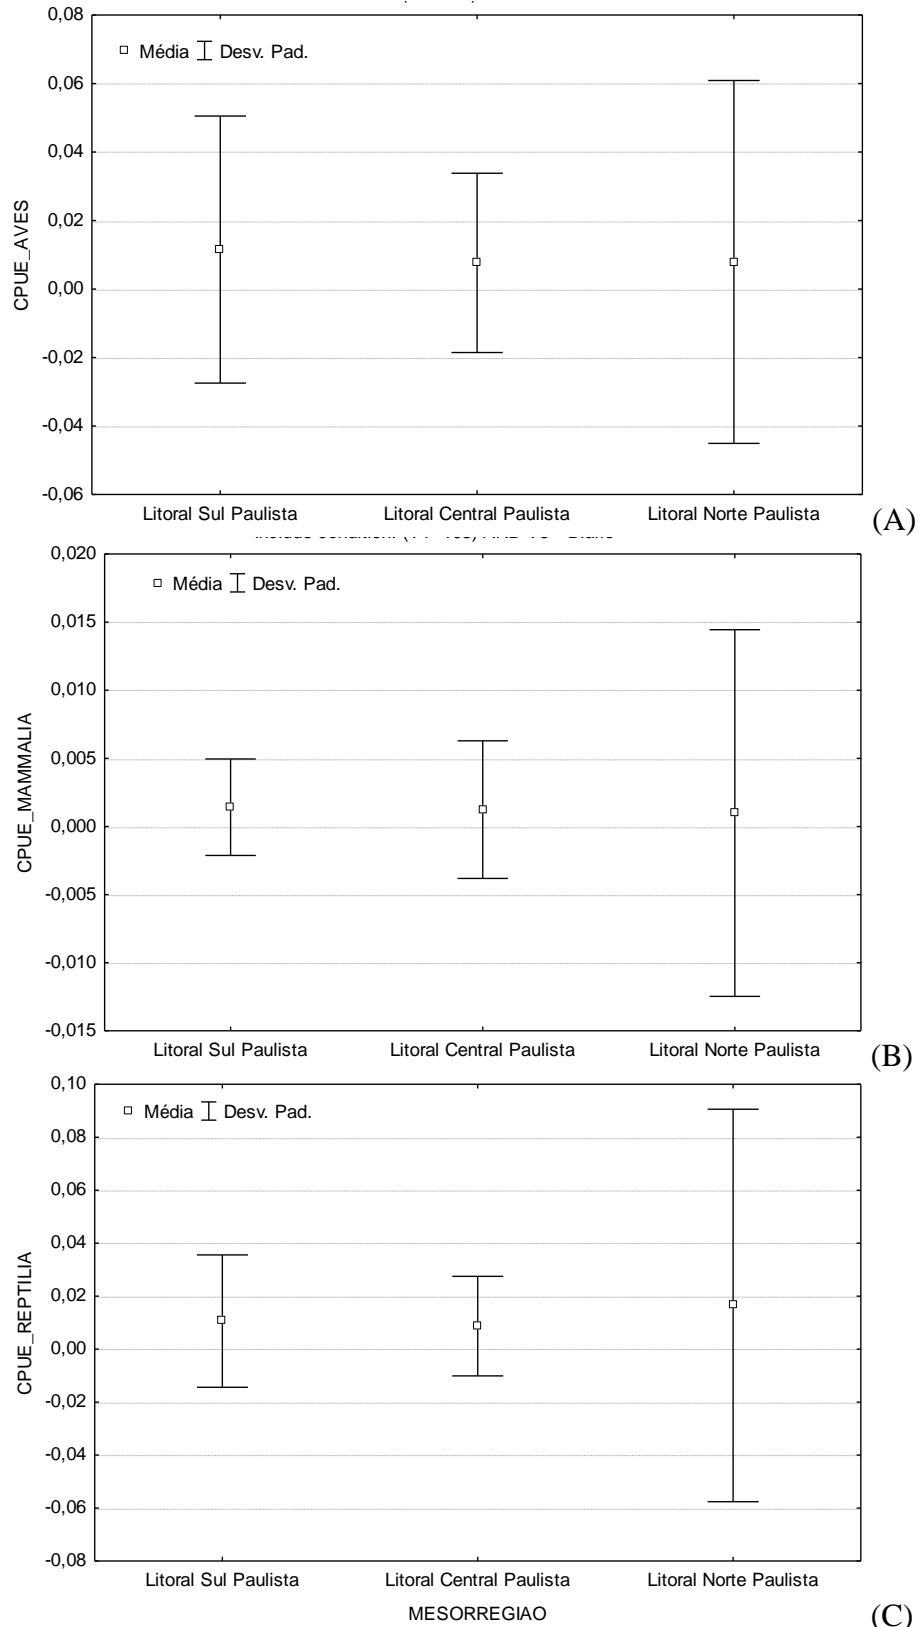 0,08
Média Desv. Pad.
0,06
0,04
0,02
0,00
-0,02
-0,04
-0,06
CPUE_AVES
Litoral Sul Paulista Litoral Central Paulista Litoral Norte Paulista
(A)
0,020
Média Desv. Pad.
0,015
0,010
0,005
0,000
-0,005
-0,010
-0,015
CPUE_MAMMALIA
Litoral Sul Paulista Litoral Central Paulista Litoral Norte Paulista
(B)
0,10
Média Desv. Pad.
0,08
0,06
0,04
0,02
0,00
-0,02
-0,04
-0,06
-0,08
CPUE_REPTILIA
Litoral Sul Paulista Litoral Central Paulista Litoral Norte Paulista
MESORREGIAO
(C)